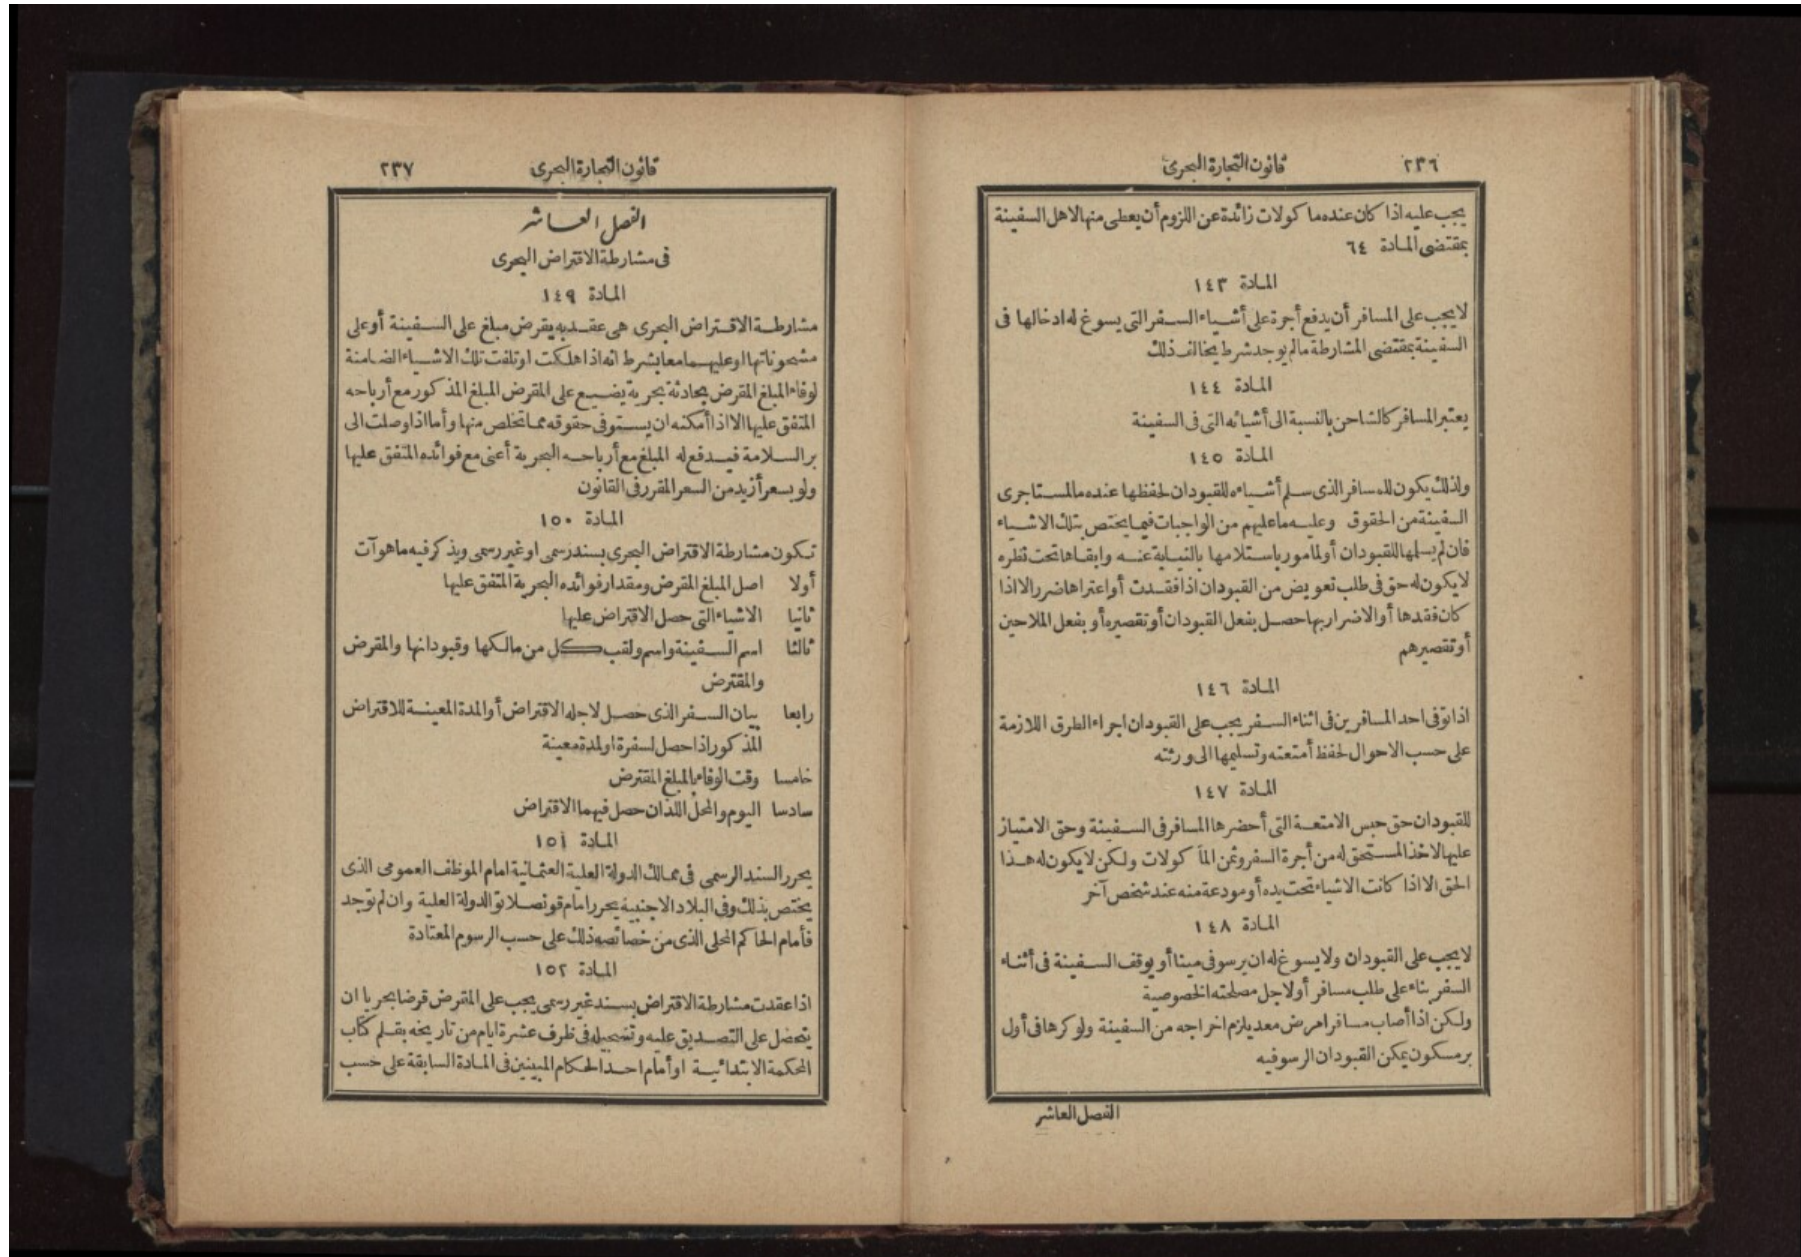 ٢٣٦ قانون التجارة البحرى
يجب عليه اذا كان عنده مأكولات زائدة عن اللزوم أن يعطى منها لاهل السفينة
بمقتضى المادة ٦٤
المادة ١٤٣
لا يجب على المسافر أن يدفع أجرة على أشياء السفر التى يسوغ له ادخالها فى
السفينة بمقتضى المشارطة مالم يوجد شرط يخالف ذلك
المادة ١٤٤
يعتبر المسافر كالشاحن بالنسبة الى أشيائه التى فى السفينة
المادة ١٤٥
ولذلك يكون للمسافر الذى سلم أشياءه للقبودان لحفظها عنده ما لمستاجرى
السفينة من الحقوق وعليه ما عليهم من الواجبات فيما يختص بتلك الاشياء
فان لم يسلمها للقبودان أو لمامور باستلامها بالنيابة عنه وابقاها تحت نظره
لا يكون له حق فى طلب تعويض من القبودان اذا فقدت أو اعتراها ضرر الا اذا
كان فقدها أو الاضرار بها حصل بفعل القبودان أو تقصيره أو بفعل الملاحين
أو تقصيرهم
المادة ١٤٦
اذا توفى احد المسافرين فى اثناء السفر يجب على القبودان اجراء الطرق اللازمة
على حسب الاحوال لحفظ أمتعته وتسليمها الى ورثته
المادة ١٤٧
للقبودان حق حبس الامتعة التى أحضرها المسافر فى السفينة وحق الامتياز
عليها لاخذ المستحق له من أجرة السفر وثمن المأكولات ولكن لا يكون له هذا
الحق الا اذا كانت الاشياء تحت يده أو مودعة منه عند شخص آخر
المادة ١٤٨
لا يجب على القبودان ولا يسوغ له ان يرسو فى مينا أو يوقف السفينة فى أثناء
السفر بناء على طلب مسافر أو لاجل مصلحته الخصوصية
ولكن اذا أصاب مسافرا مرض معد يلزم اخراجه من السفينة ولو كرها فى أول
بر مسكون يمكن القبودان الرسو فيه
الفصل العاشر
قانون التجارة البحرى ٢٣٧
الفصل العاشر
فى مشارطة الاقتراض البحرى
المادة ١٤٩
مشارطة الاقتراض البحرى هى عقد به يقرض مبلغ على السفينة أو على
مشحوناتها او عليهما معا بشرط انه اذا هلكت او تلفت تلك الاشياء الضامنة
لوفاء المبلغ المقرض بحادثة بحرية يضيع على المقرض المبلغ المذكور مع أرباحه
المتفق عليها الا اذا أمكنه ان يستوفى حقوقه مما تخلص منها وأما اذا وصلت الى
بر السلامة فيدفع له المبلغ مع أرباحه البحرية أعنى مع فوائده المتفق عليها
ولو بسعر أزيد من السعر المقرر فى القانون
المادة ١٥٠
تكون مشارطة الاقتراض البحرى بسند رسمى او غير رسمى ويذكر فيه ما هو آت
أولا اصل المبلغ المقرض ومقدار فوائده البحرية المتفق عليها
ثانيا الاشياء التى حصل الاقتراض عليها
ثالثا اسم السفينة واسم ولقب كل من مالكها وقبودانها والمقرض
والمقترض
رابعا بيان السفر الذى حصل لاجله الاقتراض أو المدة المعينة للاقتراض
المذكور اذا حصل لسفرة او لمدة معينة
خامسا وقت الوفاء بالمبلغ المقترض
سادسا اليوم والمحل اللذان حصل فيهما الاقتراض
المادة ١٥١
يحرر السند الرسمى فى ممالك الدولة العلية العثمانية امام الموظف العمومى الذى
يختص بذلك وفى البلاد الاجنبية يحرر امام قونصلاتو الدولة العلية وان لم توجد
فأمام الحاكم المحلى الذى من خصائصه ذلك على حسب الرسوم المعتادة
المادة ١٥٢
اذا عقدت مشارطة الاقتراض بسند غير رسمى يجب على المقرض قرضا بحريا ان
يتحصل على التصديق عليه وتسجيله فى ظرف عشرة ايام من تاريخه بقلم كتاب
المحكمة الابتدائية او أمام احد الحكام المبينين فى المادة السابقة على حسب